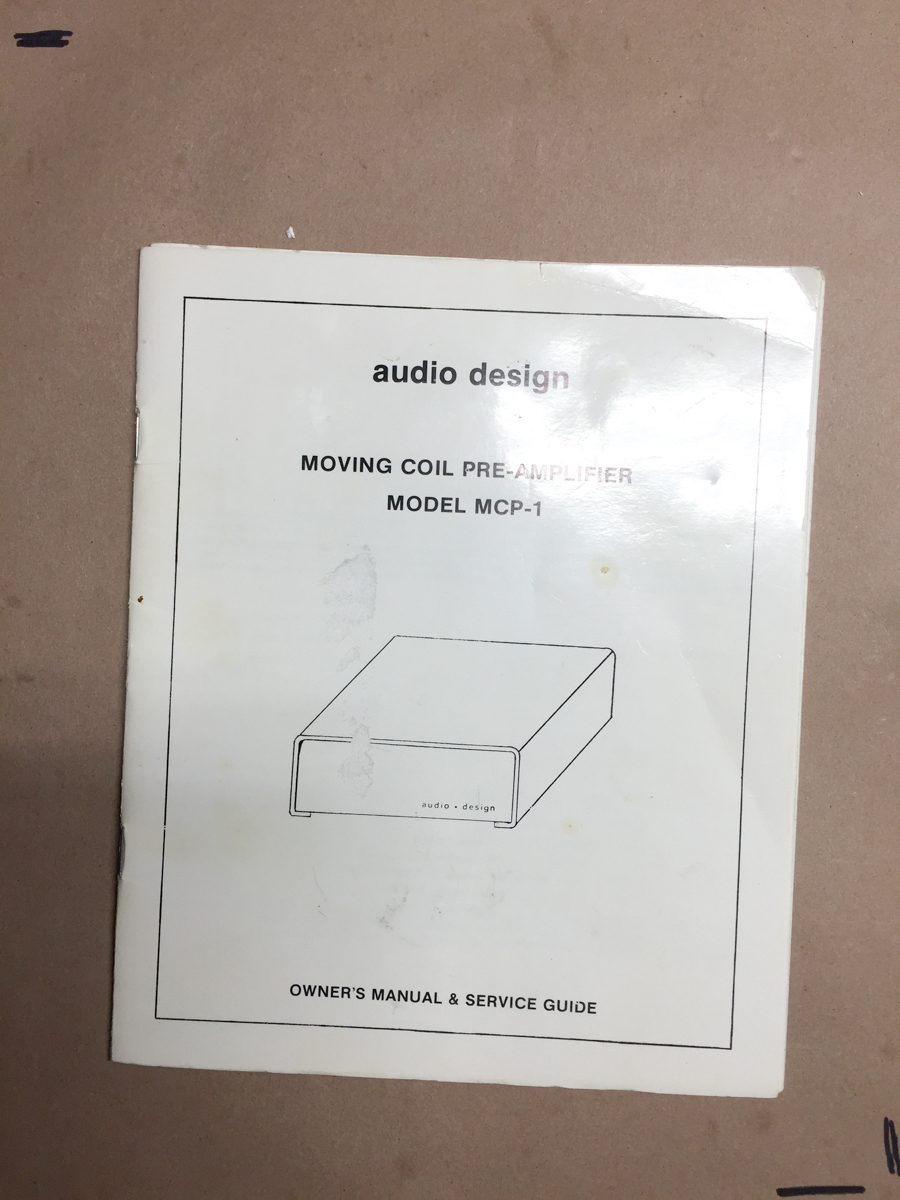 audio design
MOVING COIL PRE-AMPLIFIER
MODEL MCP-1
audio • design
OWNER'S MANUAL & SERVICE GUIDE